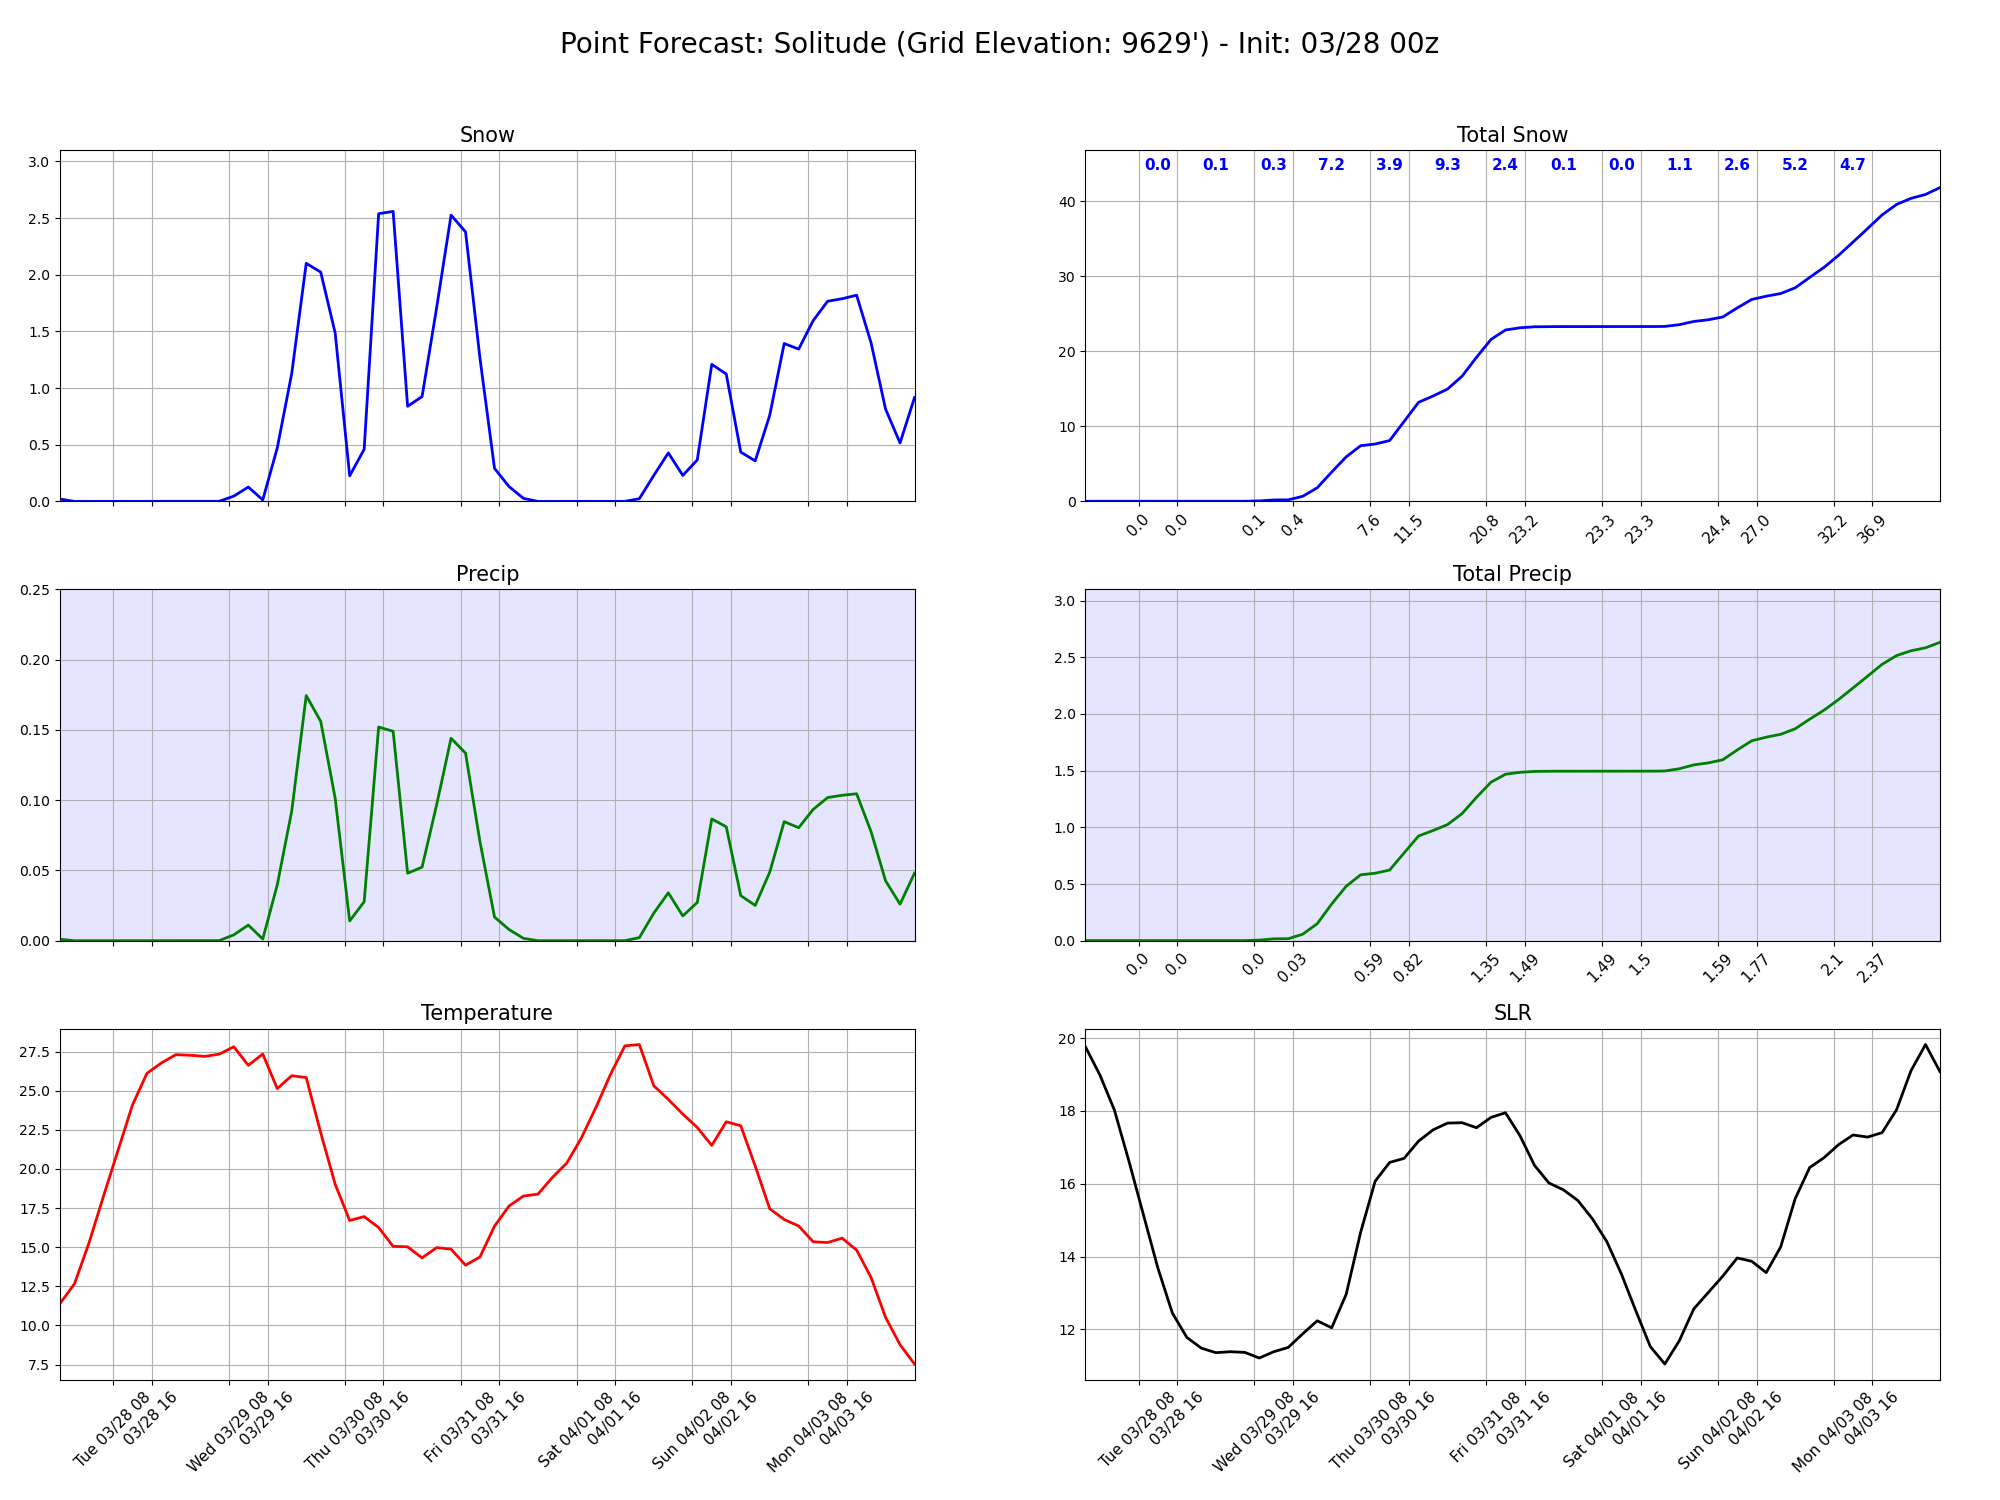 Point Forecast: Solitude (Grid Elevation: 9629') - Init: 03/28 00z
Snow
3.0
2.5
2.0
1.5
1.0
0.5
0.0
Total Snow
0.0 0.1 0.3 7.2 3.9 9.3 2.4 0.1 0.0 1.1 2.6 5.2 4.7
40
30
20
10
0
0.0 0.0 0.1 0.4 7.6 11.5 20.8 23.2 23.3 23.3 24.4 27.0 32.2 36.9
Precip
0.25
0.20
0.15
0.10
0.05
0.00
Total Precip
3.0
2.5
2.0
1.5
1.0
0.5
0.0
0.0 0.0 0.0 0.03 0.59 0.82 1.35 1.49 1.49 1.5 1.59 1.77 2.1 2.37
Temperature
27.5
25.0
22.5
20.0
17.5
15.0
12.5
10.0
7.5
Tue 03/28 08
03/28 16
Wed 03/29 08
03/29 16
Thu 03/30 08
03/30 16
Fri 03/31 08
03/31 16
Sat 04/01 08
04/01 16
Sun 04/02 08
04/02 16
Mon 04/03 08
04/03 16
SLR
20
18
16
14
12
Tue 03/28 08
03/28 16
Wed 03/29 08
03/29 16
Thu 03/30 08
03/30 16
Fri 03/31 08
03/31 16
Sat 04/01 08
04/01 16
Sun 04/02 08
04/02 16
Mon 04/03 08
04/03 16